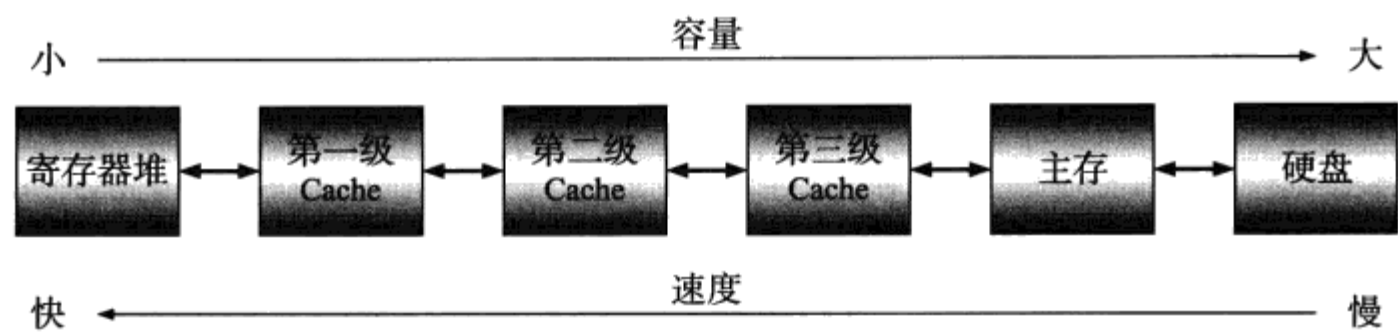 容量
小
大
寄存器堆
第一级
Cache
第二级
Cache
第三级
Cache
主存
硬盘
速度
快
慢